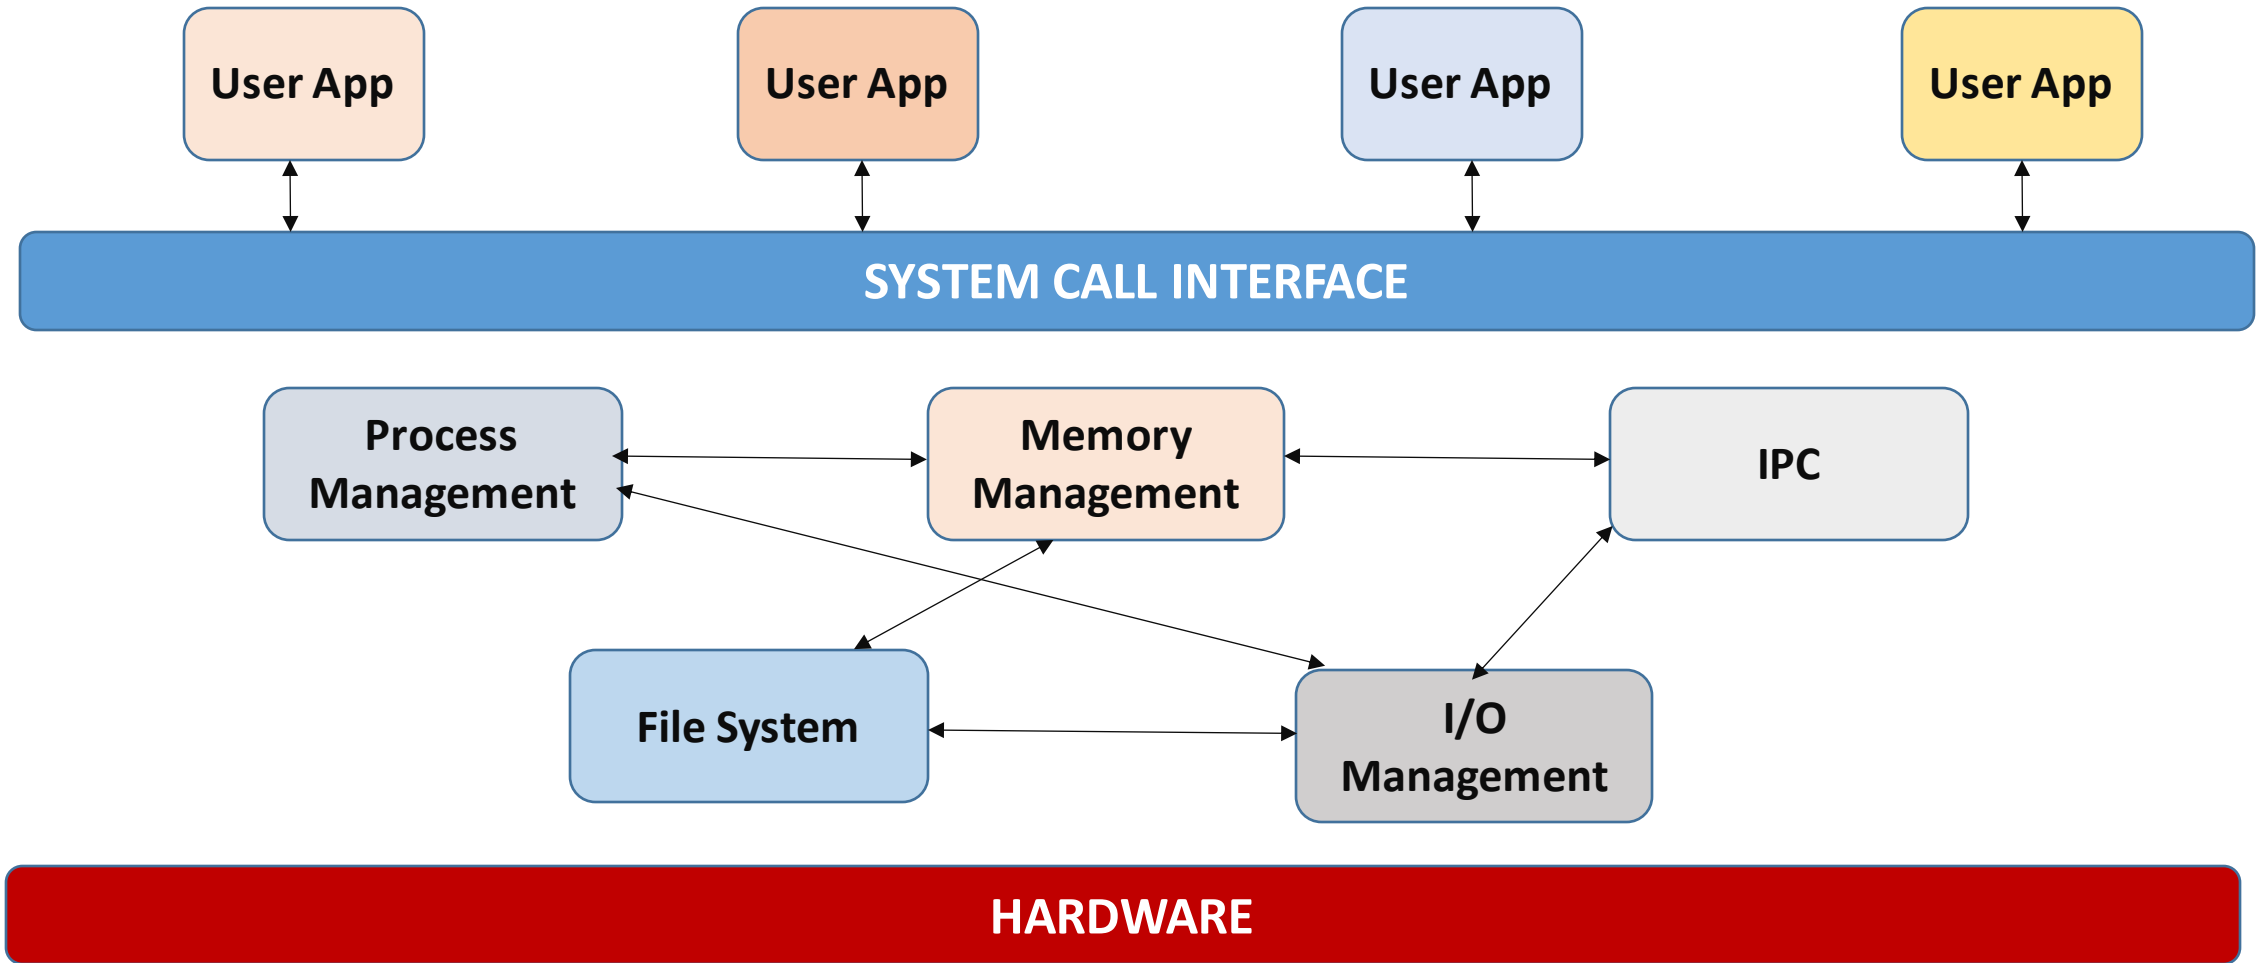 User App
User App
User App
User App
SYSTEM CALL INTERFACE
Process
Management
Memory
Management
IPC
File System
I/O
Management
HARDWARE